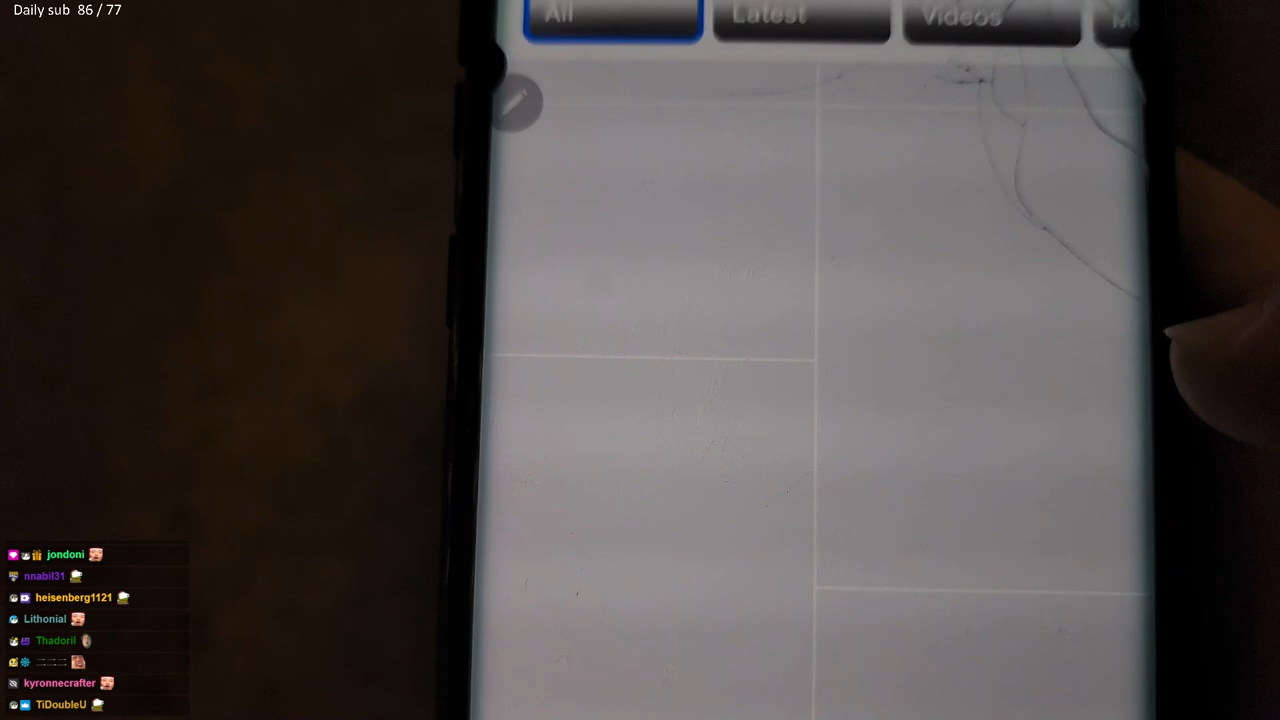 Daily sub 86 / 77
All Latest Videos
jondoni
nnabil31
heisenberg1121
Lithonial
Thadoril
kyronnecrafter
TiDoubleU